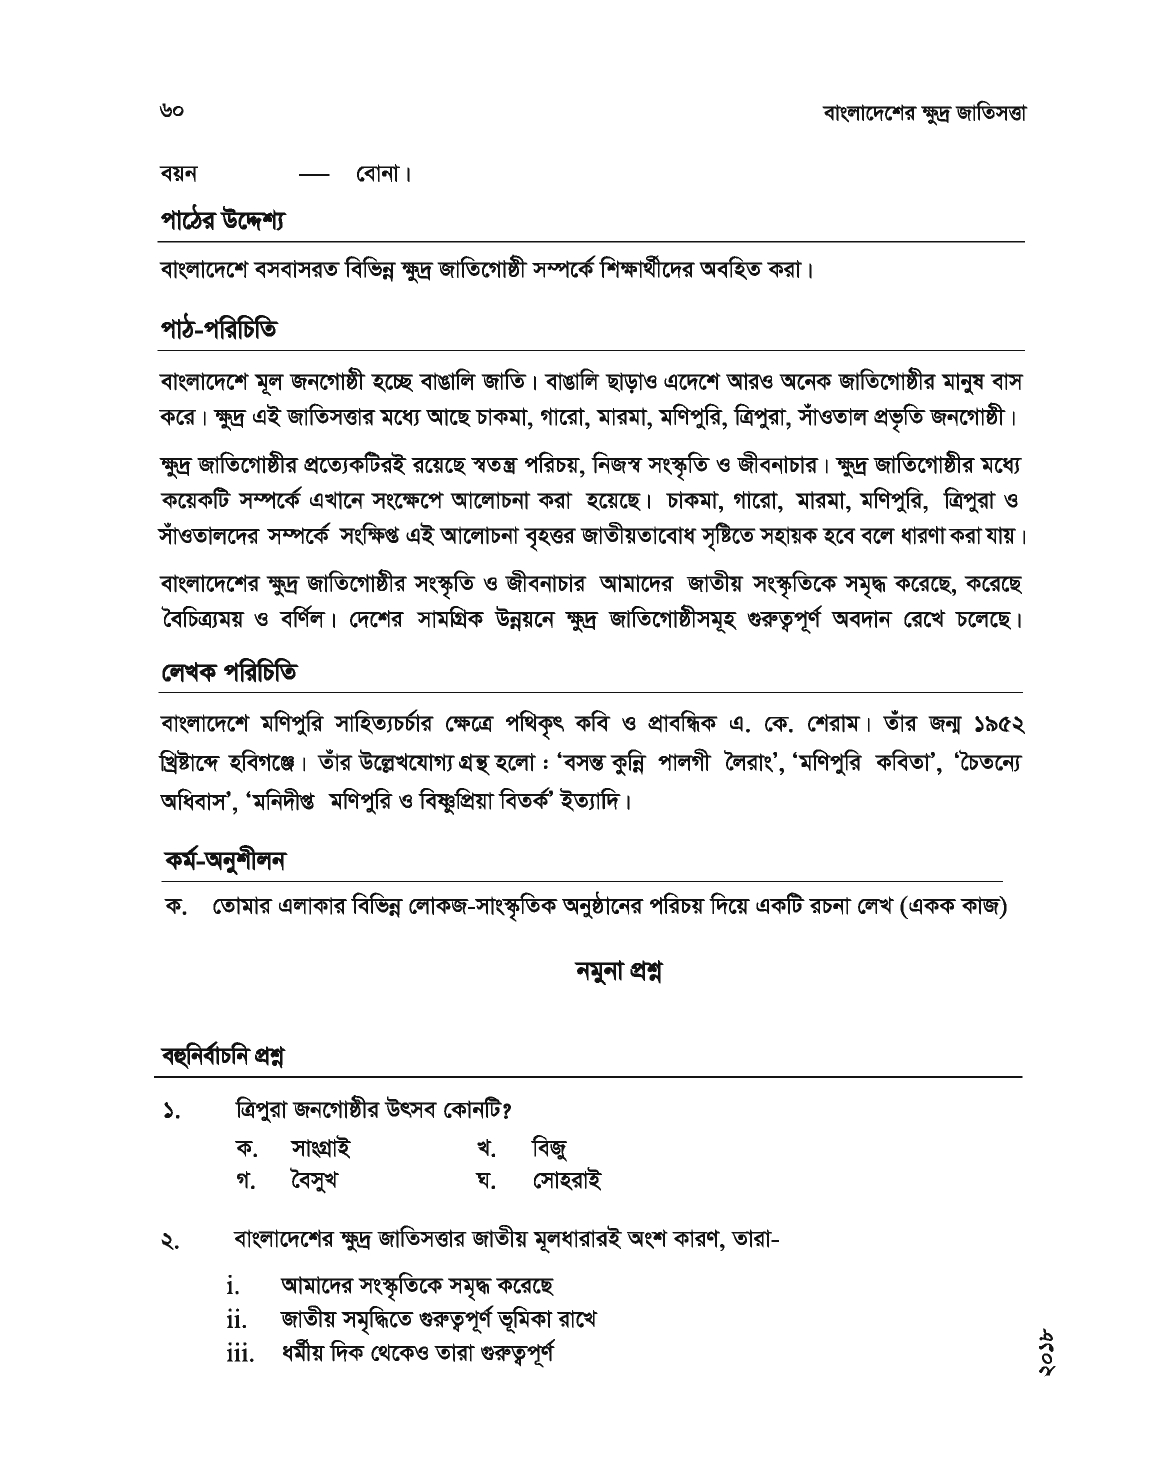 ৬০ বাংলাদেশের ক্ষুদ্র জাতিসত্তা
বয়ন — বোনা।
পাঠের উদ্দেশ্য
বাংলাদেশে বসবাসরত বিভিন্ন ক্ষুদ্র জাতিগোষ্ঠী সম্পর্কে শিক্ষার্থীদের অবহিত করা।
পাঠ-পরিচিতি
বাংলাদেশে মূল জনগোষ্ঠী হচ্ছে বাঙালি জাতি। বাঙালি ছাড়াও এদেশে আরও অনেক জাতিগোষ্ঠীর মানুষ বাস
করে। ক্ষুদ্র এই জাতিসত্তার মধ্যে আছে চাকমা, গারো, মারমা, মণিপুরি, ত্রিপুরা, সাঁওতাল প্রভৃতি জনগোষ্ঠী।
ক্ষুদ্র জাতিগোষ্ঠীর প্রত্যেকটিরই রয়েছে স্বতন্ত্র পরিচয়, নিজস্ব সংস্কৃতি ও জীবনাচার। ক্ষুদ্র জাতিগোষ্ঠীর মধ্যে
কয়েকটি সম্পর্কে এখানে সংক্ষেপে আলোচনা করা হয়েছে। চাকমা, গারো, মারমা, মণিপুরি, ত্রিপুরা ও
সাঁওতালদের সম্পর্কে সংক্ষিপ্ত এই আলোচনা বৃহত্তর জাতীয়তাবোধ সৃষ্টিতে সহায়ক হবে বলে ধারণা করা যায়।
বাংলাদেশের ক্ষুদ্র জাতিগোষ্ঠীর সংস্কৃতি ও জীবনাচার আমাদের জাতীয় সংস্কৃতিকে সমৃদ্ধ করেছে, করেছে
বৈচিত্র্যময় ও বর্ণিল। দেশের সামগ্রিক উন্নয়নে ক্ষুদ্র জাতিগোষ্ঠীসমূহ গুরুত্বপূর্ণ অবদান রেখে চলেছে।
লেখক পরিচিতি
বাংলাদেশে মণিপুরি সাহিত্যচর্চার ক্ষেত্রে পথিকৃৎ কবি ও প্রাবন্ধিক এ. কে. শেরাম। তাঁর জন্ম ১৯৫২
খ্রিষ্টাব্দে হবিগঞ্জে। তাঁর উল্লেখযোগ্য গ্রন্থ হলো : ‘বসন্ত কুন্নি পালগী লৈরাং’, ‘মণিপুরি কবিতা’, ‘চৈতন্যে
অধিবাস’, ‘মনিদীপ্ত মণিপুরি ও বিষ্ণুপ্রিয়া বিতর্ক’ ইত্যাদি।
কর্ম-অনুশীলন
ক. তোমার এলাকার বিভিন্ন লোকজ-সাংস্কৃতিক অনুষ্ঠানের পরিচয় দিয়ে একটি রচনা লেখ (একক কাজ)
নমুনা প্রশ্ন
বহুনির্বাচনি প্রশ্ন
১. ত্রিপুরা জনগোষ্ঠীর উৎসব কোনটি?
ক. সাংগ্রাই খ. বিজু
গ. বৈসুখ ঘ. সোহরাই
২. বাংলাদেশের ক্ষুদ্র জাতিসত্তার জাতীয় মূলধারারই অংশ কারণ, তারা-
i. আমাদের সংস্কৃতিকে সমৃদ্ধ করেছে
ii. জাতীয় সমৃদ্ধিতে গুরুত্বপূর্ণ ভূমিকা রাখে
iii. ধর্মীয় দিক থেকেও তারা গুরুত্বপূর্ণ
২০১৮